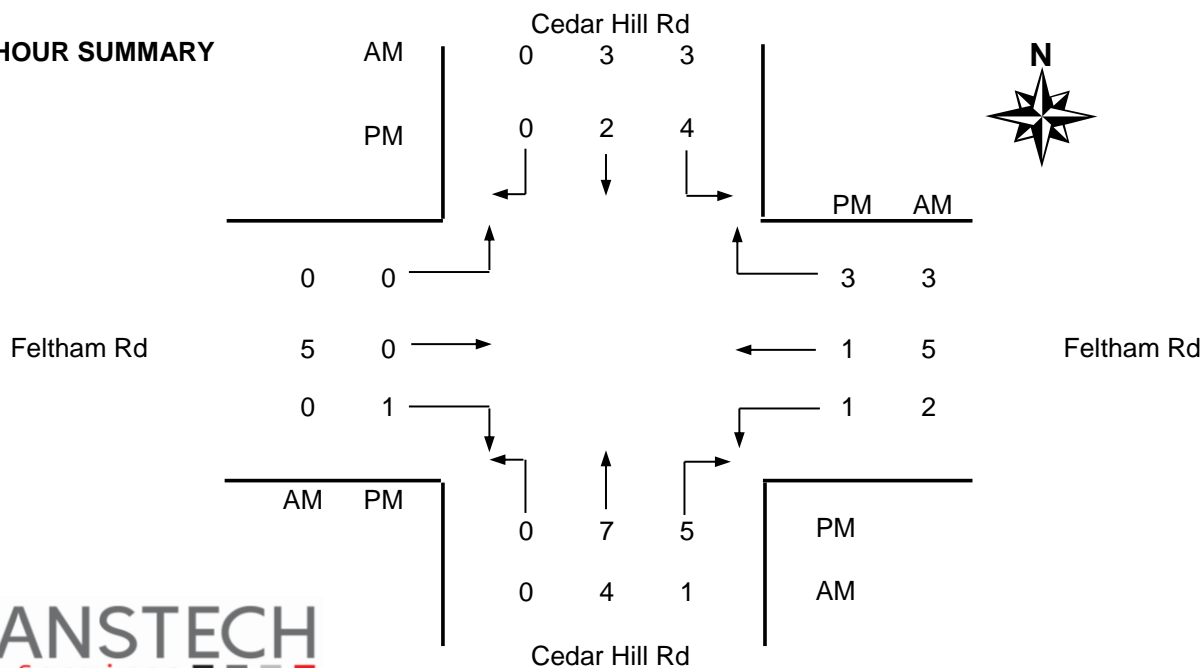 Cedar Hill Rd
HOUR SUMMARY AM 0 3 3 N
PM 0 2 4
PM AM
0 0 3 3
Feltham Rd 5 0 1 5 Feltham Rd
0 1 1 2
AM PM
0 7 5 PM
0 4 1 AM
ANSTECH
Cedar Hill Rd